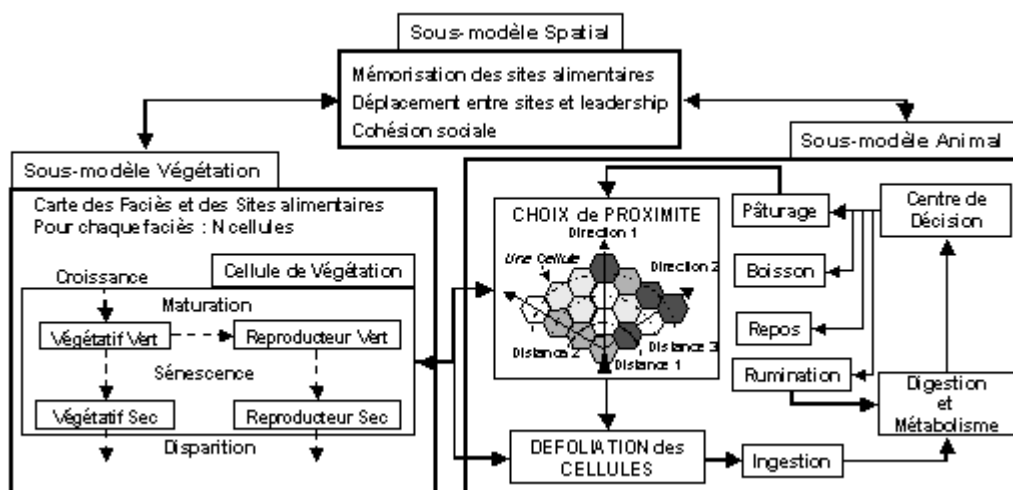 Sous-modèle Spatial
Mémorisation des sites alimentaires
Déplacement entre sites et leadership
Cohésion sociale
Sous-modèle Végétation
Carte des Faciès et des Sites alimentaires
Pour chaque faciès : N cellules
Cellule de Végétation
Croissance
Maturation
Végétatif Vert
Reproducteur Vert
Sénescence
Végétatif Sec
Reproducteur Sec
Disparition
Sous-modèle Animal
CHOIX de PROXIMITE
Direction 1
Une Cellule
Direction 2
Distance 2
Distance 3
Distance 1
DEFOLIATION des
CELLULES
Pâturage
Boisson
Repos
Rumination
Centre de
Décision
Digestion
et
Métabolisme
Ingestion